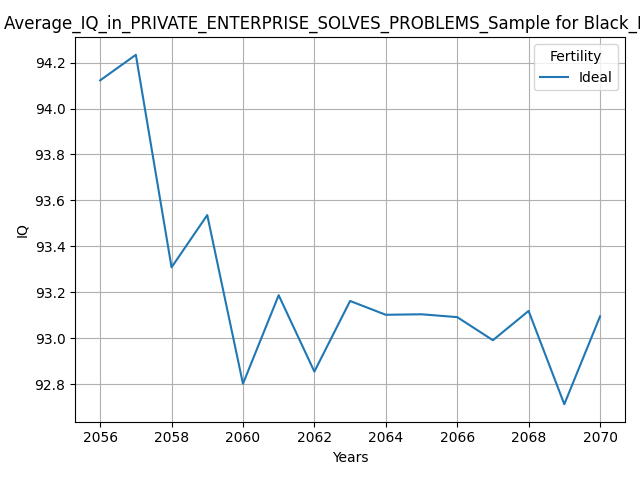 Average_IQ_in_PRIVATE_ENTERPRISE_SOLVES_PROBLEMS_Sample for Black_
Fertility
Ideal
94.2
94.0
93.8
93.6
93.4
93.2
93.0
92.8
IQ
2056 2058 2060 2062 2064 2066 2068 2070
Years